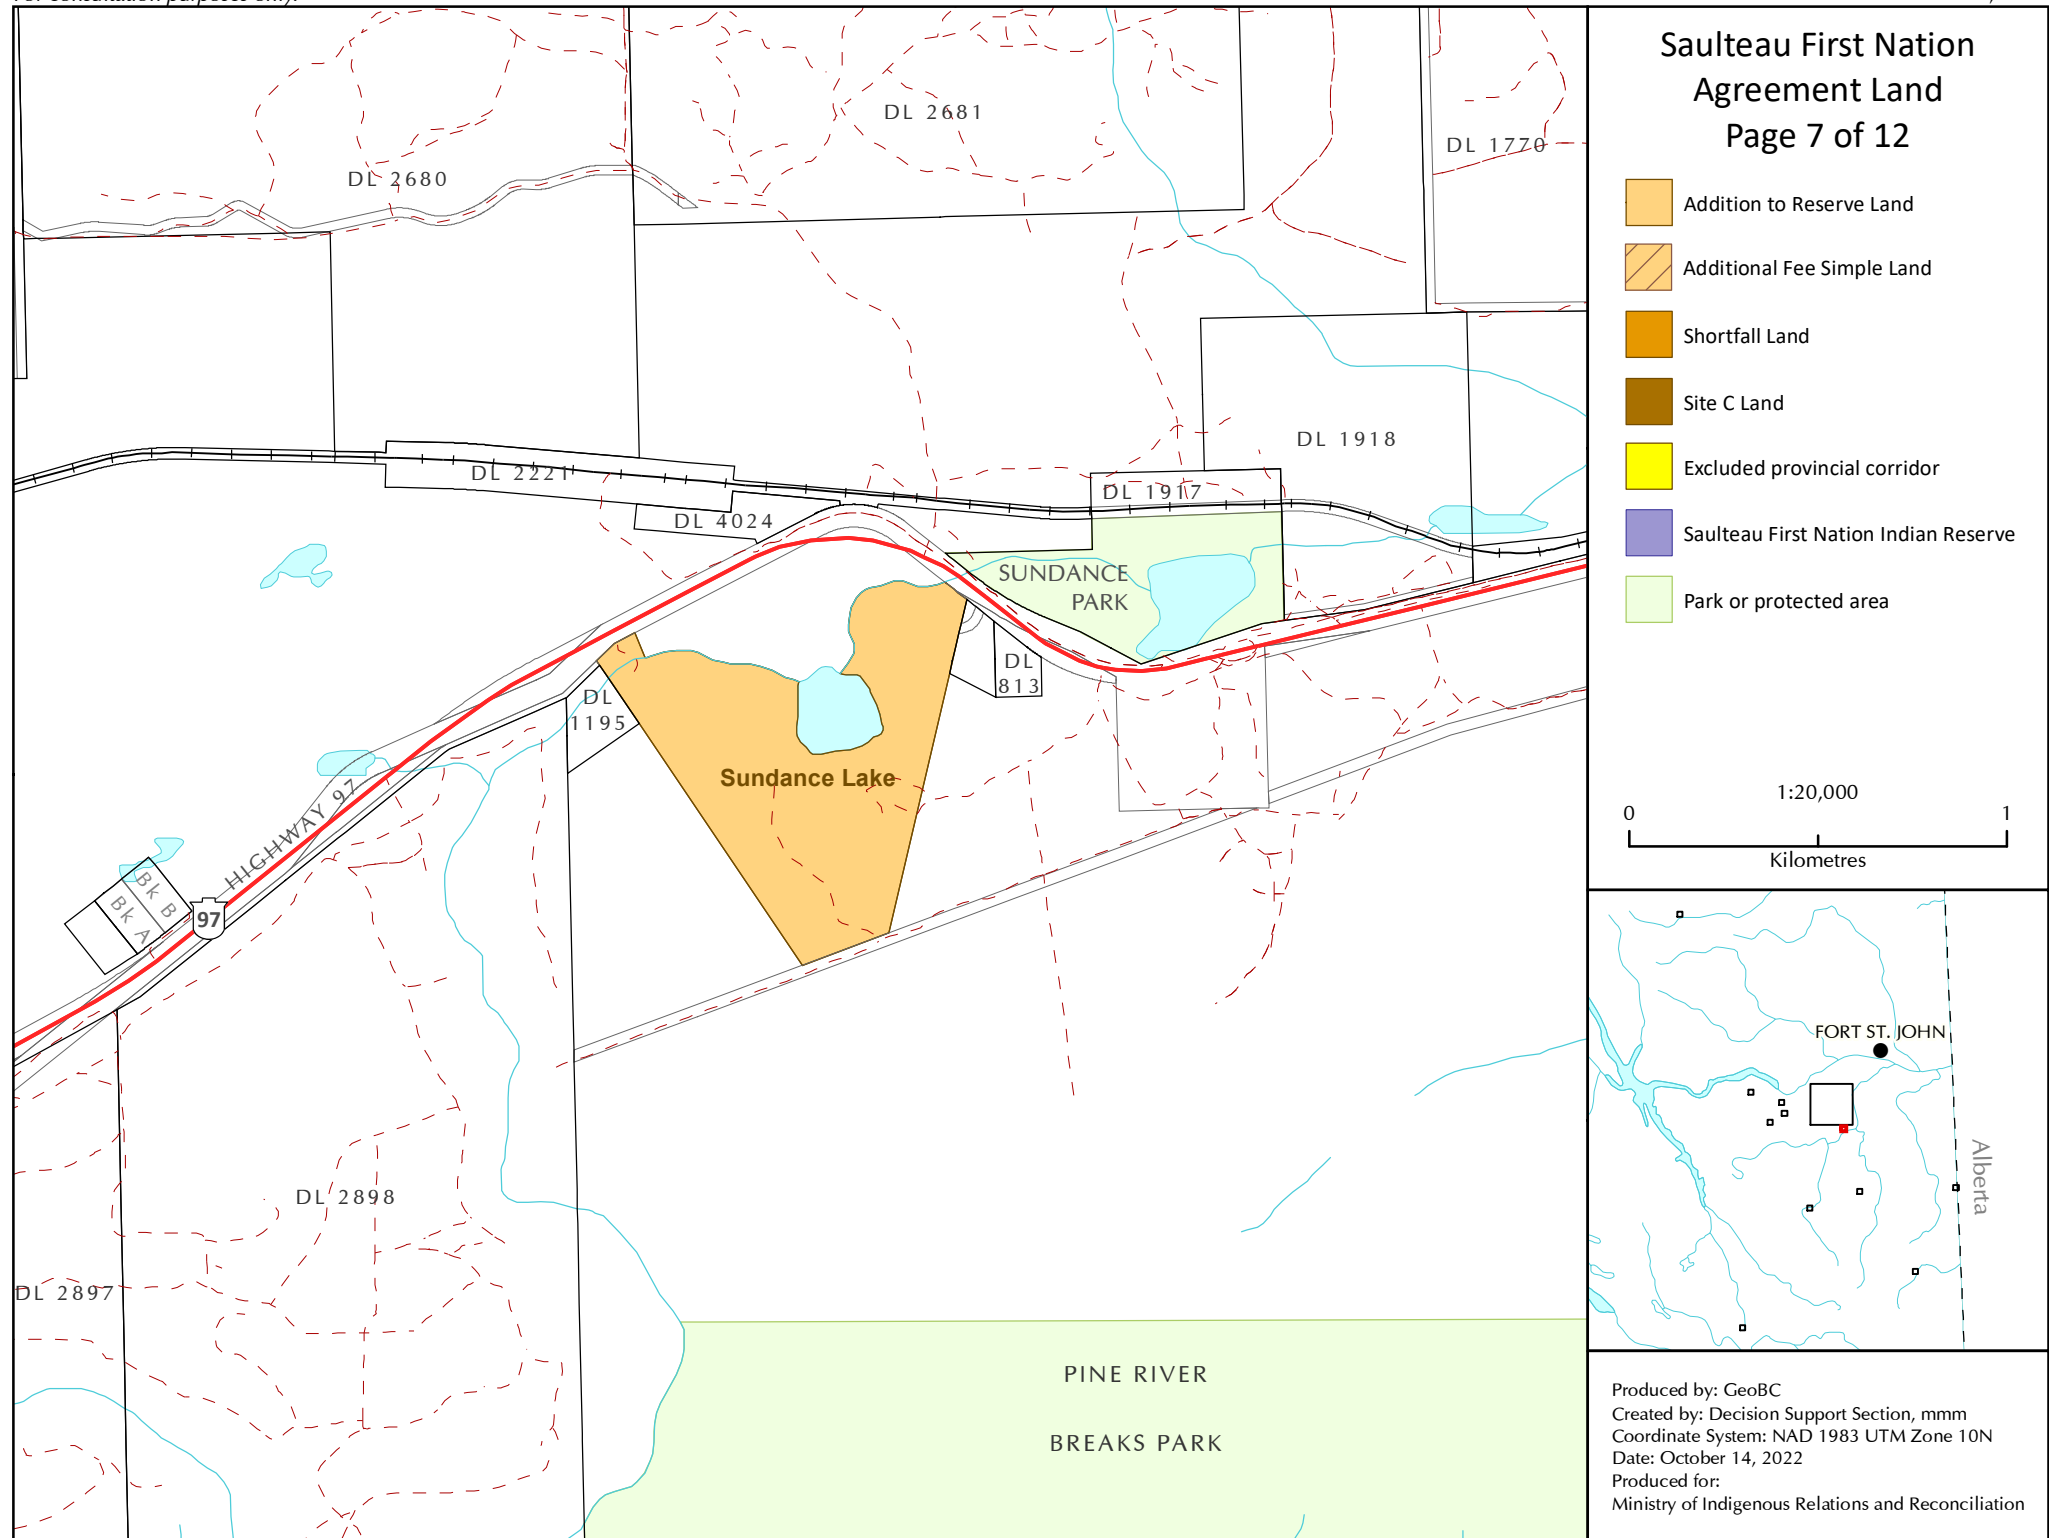 For consultation purposes only.
Saulteau First Nation
Agreement Land
Page 7 of 12
Addition to Reserve Land
Additional Fee Simple Land
Shortfall Land
Site C Land
Excluded provincial corridor
Saulteau First Nation Indian Reserve
Park or protected area
1:20,000
0 1
Kilometres
DL 2681
DL 1770
DL 2680
DL 1918
DL 2221
DL 1917
DL 4024
SUNDANCE
PARK
DL
813
DL
1195
Sundance Lake
HIGHWAY 97
Bk B
Bk A
97
DL 2898
DL 2897
PINE RIVER
BREAKS PARK
FORT ST. JOHN
Alberta
Produced by: GeoBC
Created by: Decision Support Section, mmm
Coordinate System: NAD 1983 UTM Zone 10N
Date: October 14, 2022
Produced for:
Ministry of Indigenous Relations and Reconciliation